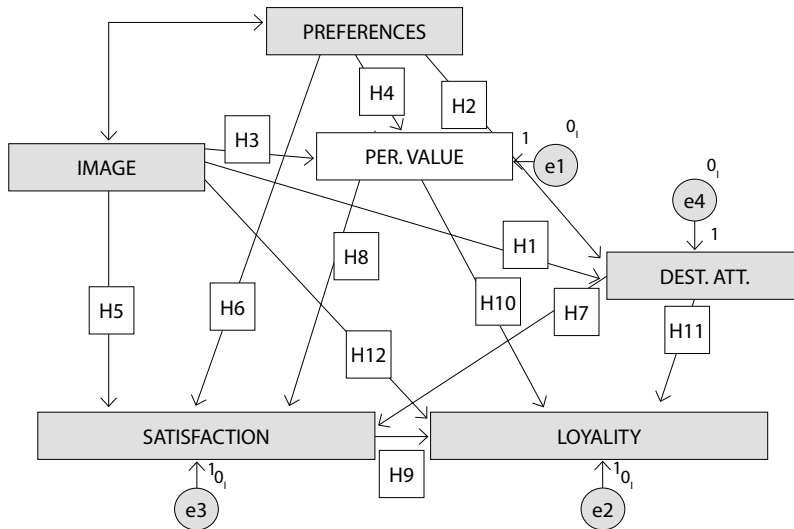 PREFERENCES
H4
H2
H3
1
0
IMAGE
PER. VALUE
e1
0
e4
1
H1
H8
DEST. ATT.
H5
H6
H10
H7
H11
H12
SATISFACTION
LOYALITY
H9
1
0
1
0
e3
e2